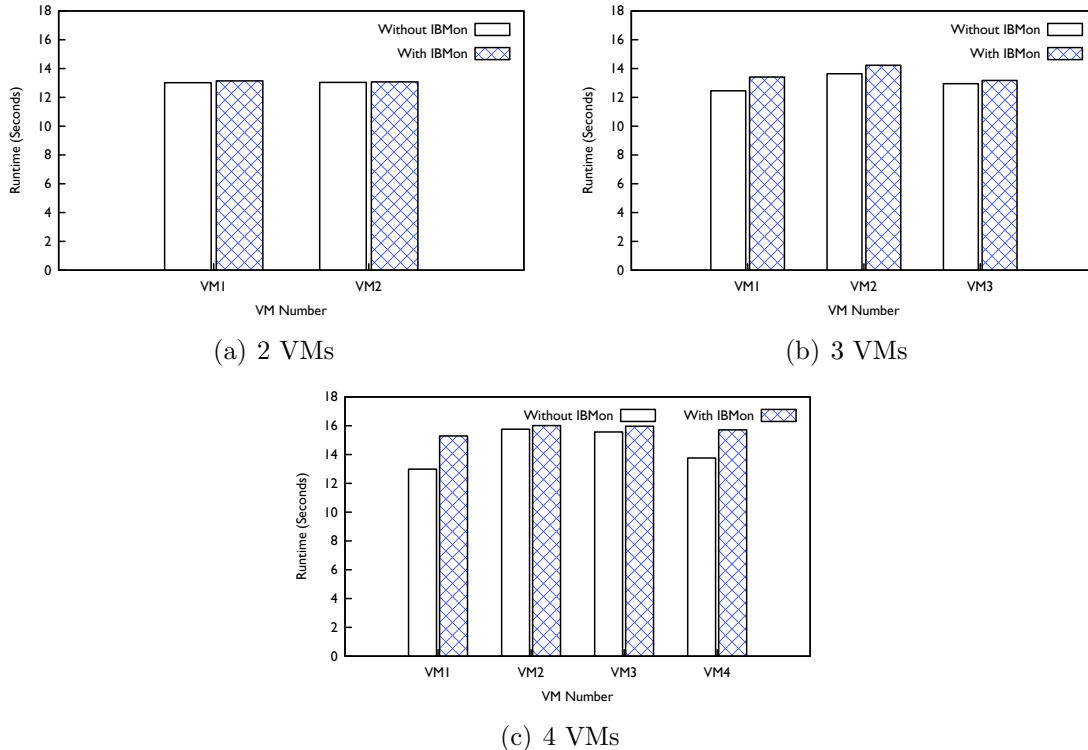 18
16
14
12
10
8
6
4
2
0
Runtime (Seconds)
Without IBMon
With IBMon
VM1 VM2
VM Number
(a) 2 VMs
18
16
14
12
10
8
6
4
2
0
Runtime (Seconds)
Without IBMon
With IBMon
VM1 VM2 VM3
VM Number
(b) 3 VMs
18
16
14
12
10
8
6
4
2
0
Runtime (Seconds)
Without IBMon With IBMon
VM1 VM2 VM3 VM4
VM Number
(c) 4 VMs